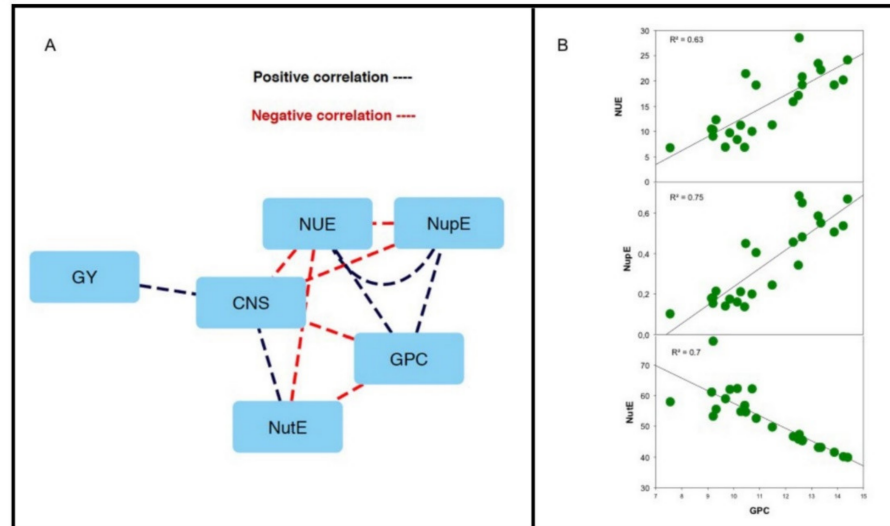 A
Positive correlation ----
Negative correlation ----
NUE
NupE
GY
CNS
GPC
NutE
B
R² = 0.63
30
25
20
15
10
5
0
NUE
R² = 0.75
0,6
0,4
0,2
0,0
NupE
R² = 0.7
70
60
50
40
30
NutE
7 8 9 10 11 12 13 14 15
GPC